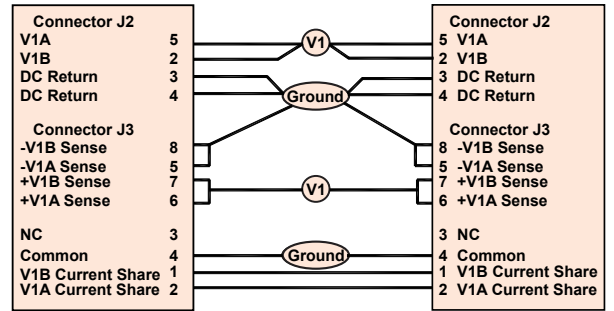 Connector J2
V1A 5
V1B 2
DC Return 3
DC Return 4
Connector J3
-V1B Sense 8
-V1A Sense 5
+V1B Sense 7
+V1A Sense 6
NC 3
Common 4
V1B Current Share 1
V1A Current Share 2
V1
Ground
V1
Ground
Connector J2
5 V1A
2 V1B
3 DC Return
4 DC Return
Connector J3
8 -V1B Sense
5 -V1A Sense
7 +V1B Sense
6 +V1A Sense
3 NC
4 Common
1 V1B Current Share
2 V1A Current Share